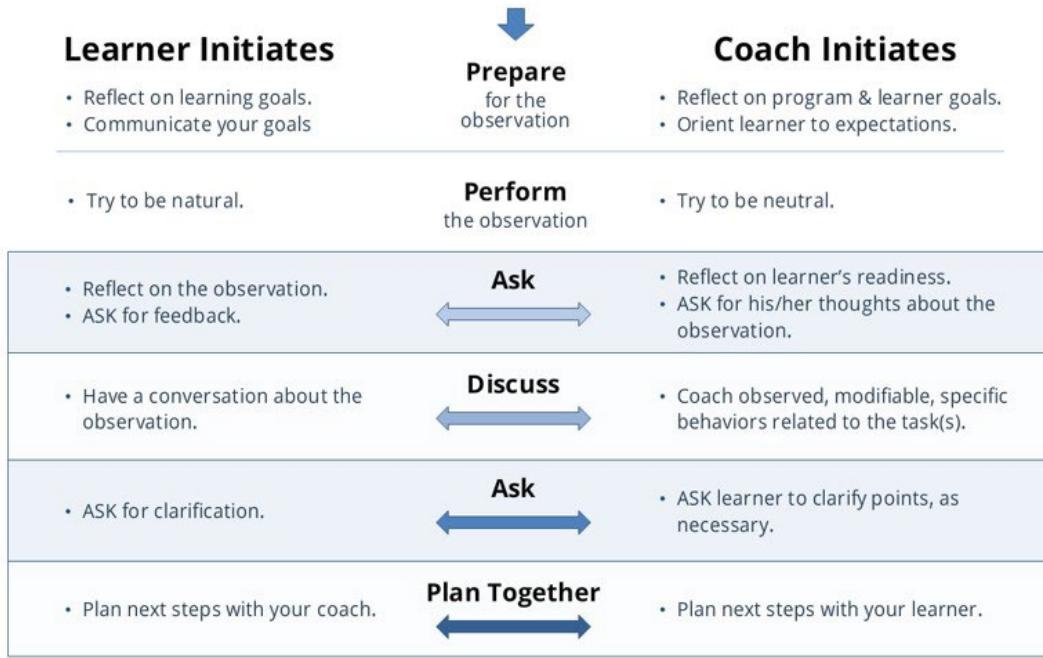 Learner Initiates
Prepare
for the
observation
Coach Initiates
• Reflect on learning goals.
• Communicate your goals
• Reflect on program & learner goals.
• Orient learner to expectations.
• Try to be natural.
Perform
the observation
• Try to be neutral.
• Reflect on the observation.
• ASK for feedback.
Ask
• Reflect on learner's readiness.
• ASK for his/her thoughts about the
observation.
• Have a conversation about the
observation.
Discuss
• Coach observed, modifiable, specific
behaviors related to the task(s).
• ASK for clarification.
Ask
• ASK learner to clarify points, as
necessary.
• Plan next steps with your coach.
Plan Together
• Plan next steps with your learner.